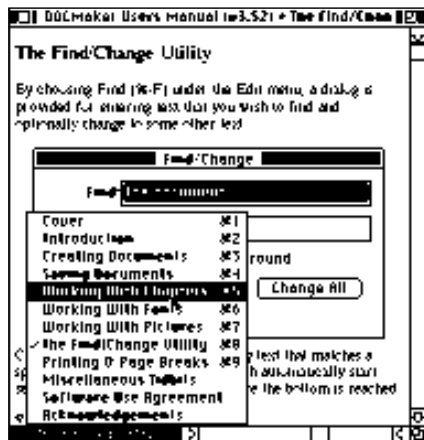 DOCMaker Users Manual (v3.52) • The Find/Chan
The Find/Change Utility
By choosing Find (⌘-F) under the Edit menu, a dialog is
provided for entering text that you wish to find and
optionally change to some other text.
Find/Change
Find
Cover ⌘1
Introduction ⌘2
Creating Documents ⌘3
Saving Documents ⌘4
round
Working With Chapters ⌘5
Change All
Working With Fonts ⌘6
Working With Pictures ⌘7
✓The Find/Change Utility ⌘8
y text that matches a
Printing & Page Breaks ⌘9
h automatically start
Miscellaneous Tidbits
e the bottom is reached
Software Use Agreement
Acknowledgements